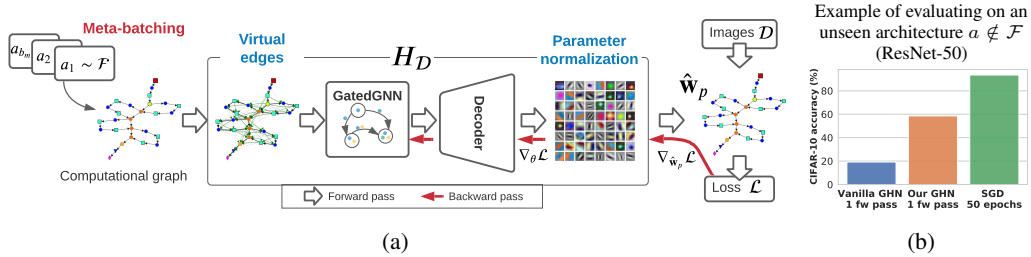 Meta-batching
a_{b_m}
a_2
a_1 ∼ 𝓕
Computational graph
Virtual
edges
H_𝒟
GatedGNN
Decoder
Parameter
normalization
∇_θ 𝓛
ŵ_p
∇_{ŵ_p} 𝓛
Images 𝒟
Loss 𝓛
Forward pass
Backward pass
(a)
Example of evaluating on an
unseen architecture a ∉ 𝓕
(ResNet-50)
CIFAR-10 accuracy (%)
80
60
40
20
0
Vanilla GHN Our GHN SGD
1 fw pass 1 fw pass 50 epochs
(b)